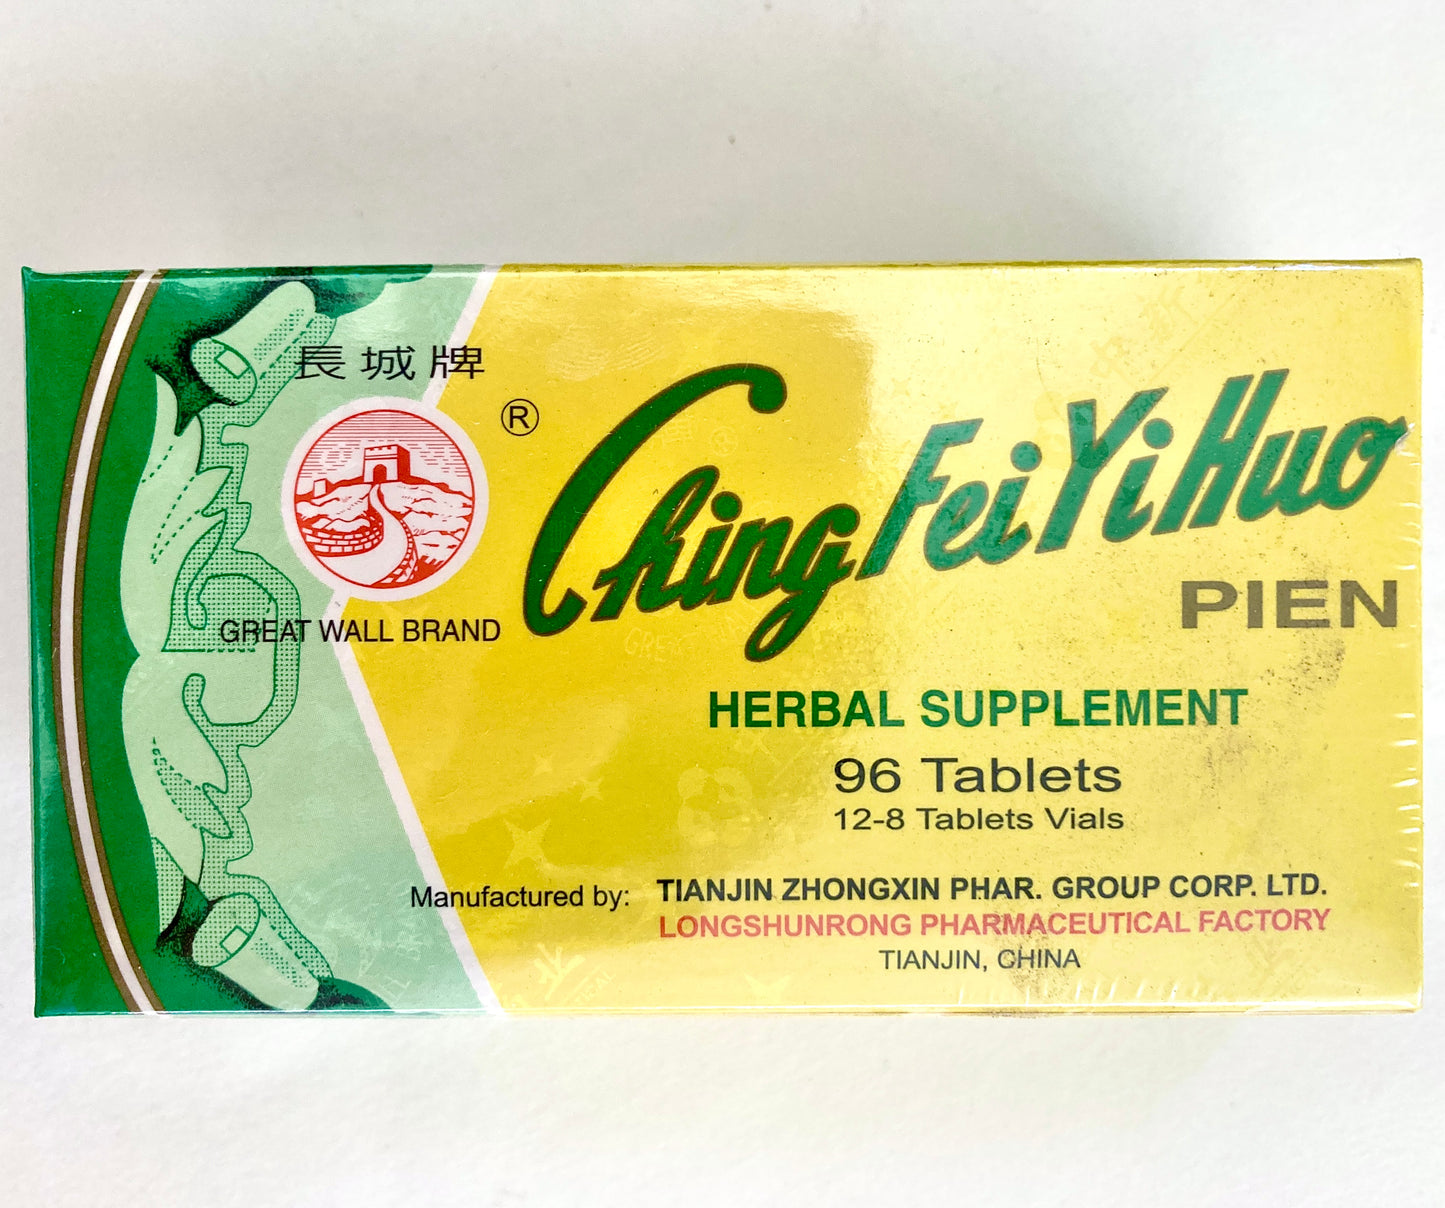 長城牌
®
GREAT WALL BRAND
Ching Fei Yi Huo
PIEN
HERBAL SUPPLEMENT
96 Tablets
12-8 Tablets Vials
Manufactured by: TIANJIN ZHONGXIN PHAR. GROUP CORP. LTD.
LONGSHUNRONG PHARMACEUTICAL FACTORY
TIANJIN, CHINA